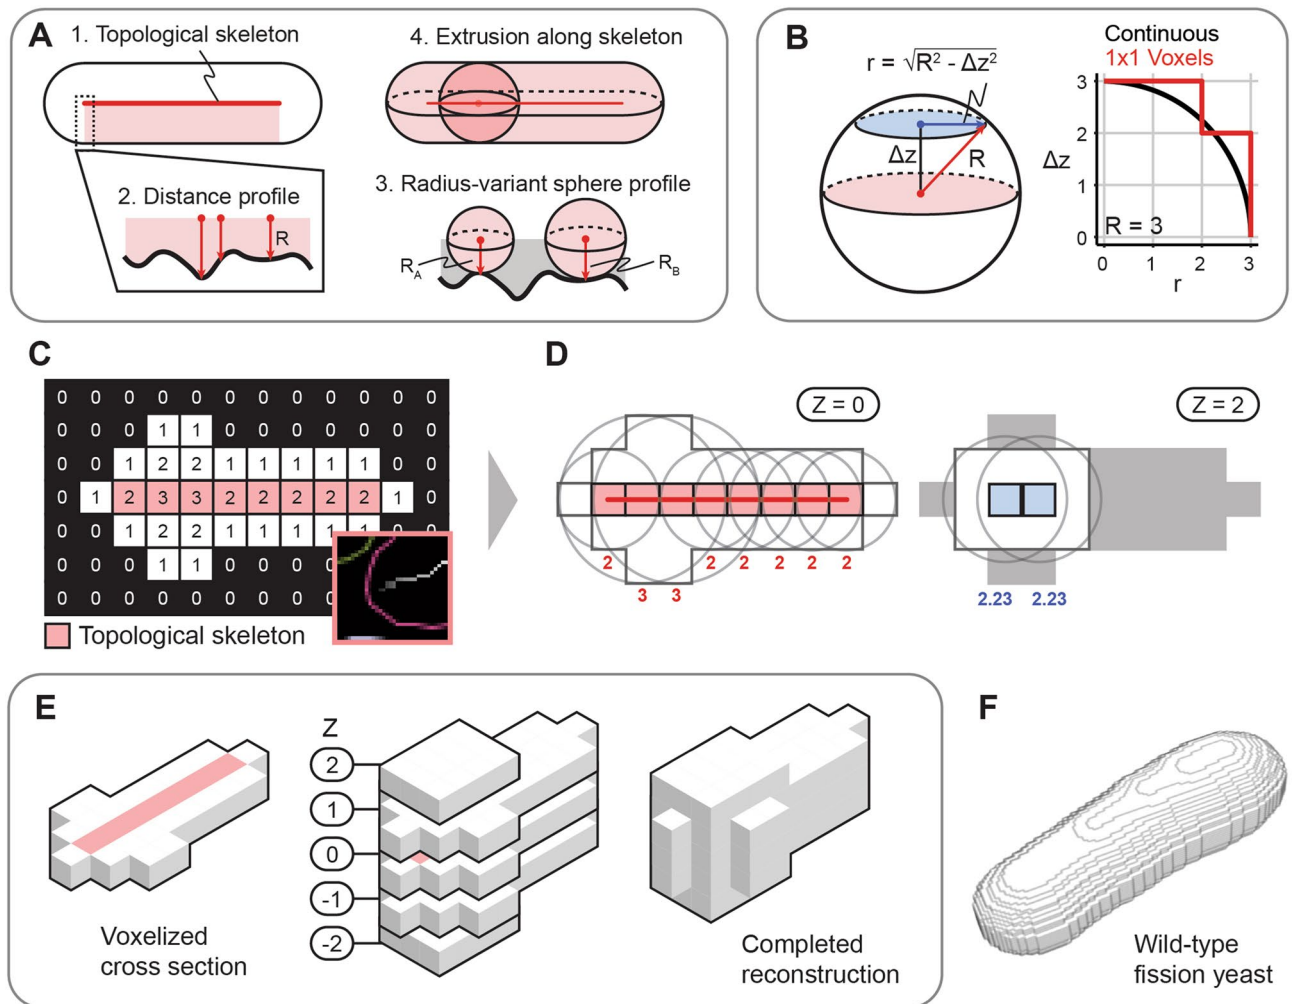 A
1. Topological skeleton
2. Distance profile
R
4. Extrusion along skeleton
3. Radius-variant sphere profile
R_A
R_B
B
r = √R² - Δz²
Δz
R
Continuous
1x1 Voxels
Δz
3
2
1
0
R = 3
0 1 2 3
r
C
0 0 0 0 0 0 0 0 0 0 0 0
0 0 0 1 1 0 0 0 0 0 0 0
0 0 1 2 2 1 1 1 1 1 0 0
0 1 2 3 3 2 2 2 2 2 1 0
0 0 1 2 2 1 1 1 1 1 0 0
0 0 0 1 1 0 0 0 0
0 0 0 0 0 0 0 0 0
Topological skeleton
D
Z = 0
2 2 2 2 2 2
3 3
Z = 2
2.23 2.23
E
Voxelized
cross section
Z
2
1
0
-1
-2
Completed
reconstruction
F
Wild-type
fission yeast